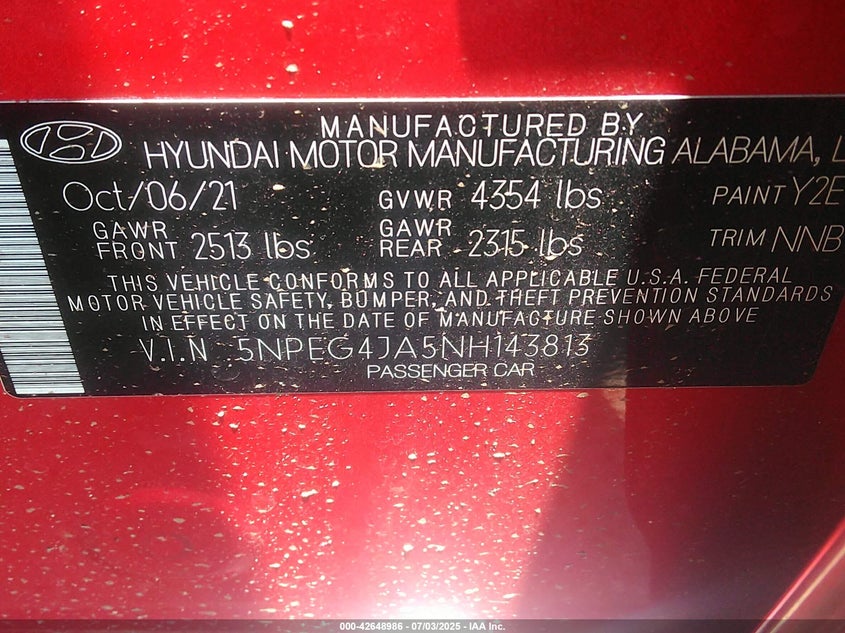 MANUFACTURED BY
HYUNDAI MOTOR MANUFACTURING ALABAMA, L
Oct/06/21 GVWR 4354 lbs PAINT Y2E
GAWR FRONT 2513 lbs GAWR REAR 2315 lbs TRIM NNB
THIS VEHICLE CONFORMS TO ALL APPLICABLE U.S.A. FEDERAL
MOTOR VEHICLE SAFETY, BUMPER, AND THEFT PREVENTION STANDARDS
IN EFFECT ON THE DATE OF MANUFACTURE SHOWN ABOVE
V.I.N 5NPEG4JA5NH143813
PASSENGER CAR
000-42648986 - 07/03/2025 - IAA Inc.